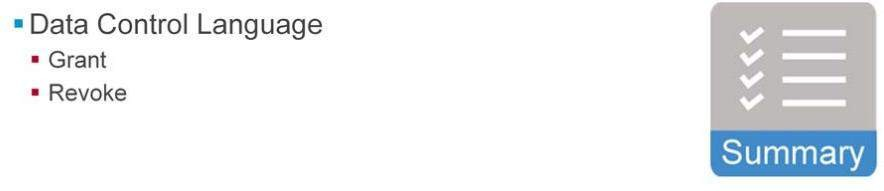 Data Control Language
Grant
Revoke
Summary